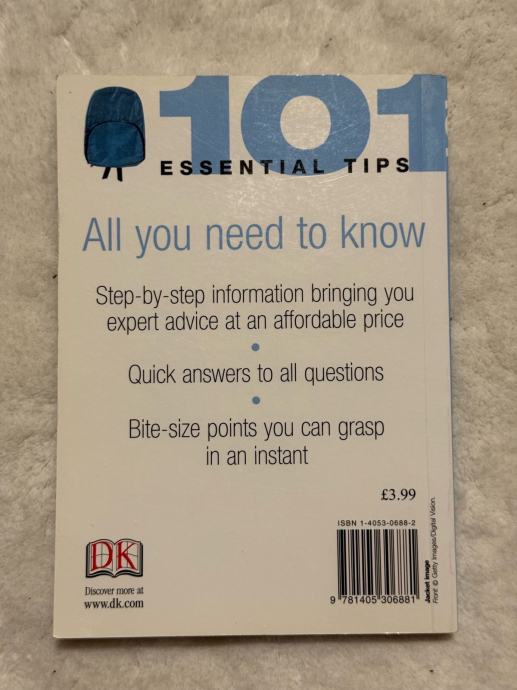 101
ESSENTIAL TIPS
All you need to know
Step-by-step information bringing you
expert advice at an affordable price
Quick answers to all questions
Bite-size points you can grasp
in an instant
£3.99
ISBN 1-4053-0688-2
9 781405 306881
DK
Discover more at
www.dk.com
Jacket image
Front: © Getty Images/Digital Vision.